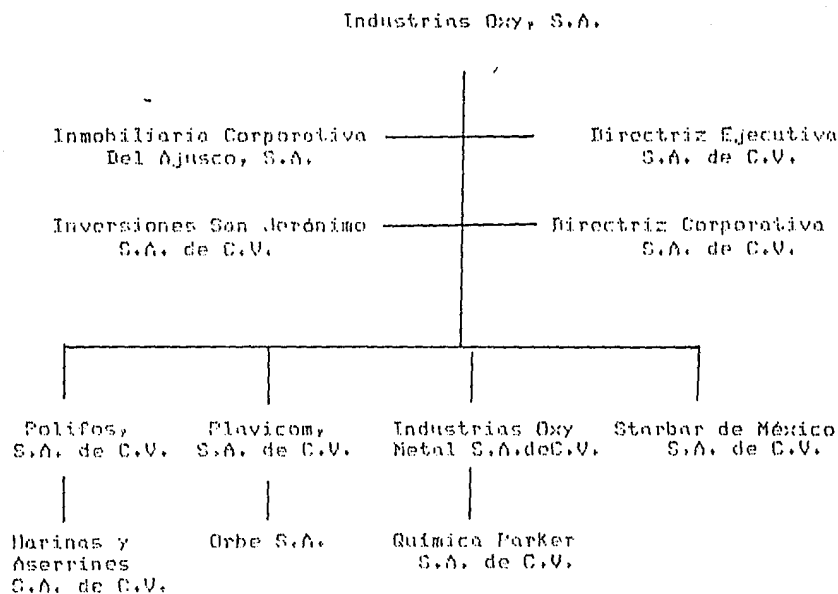 Industrias Oxy, S.A.
Inmobiliaria Corporativa
Del Ajusco, S.A.
Directriz Ejecutiva
S.A. de C.V.
Inversiones San Jerónimo
S.A. de C.V.
Directriz Corporativa
S.A. de C.V.
Polifos,
S.A. de C.V.
Plavicom,
S.A. de C.V.
Industrias Oxy
Metal S.A.deC.V.
Starbar de México
S.A. de C.V.
Harinas y
Aserrines
S.A. de C.V.
Orbe S.A.
Química Parker
S.A. de C.V.